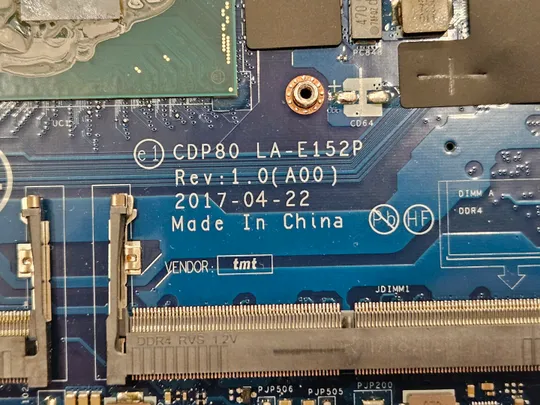 PC844
UC1
CD64
e1 CDP80 LA-E152P
Rev:1.0(A00)
2017-04-22
Made In China
Pb HF
DIMM A
DDR4
VENDOR: tmt
JDIMM1
DDR4 RVS 1.2V
PJP506 PJP505 PJP200